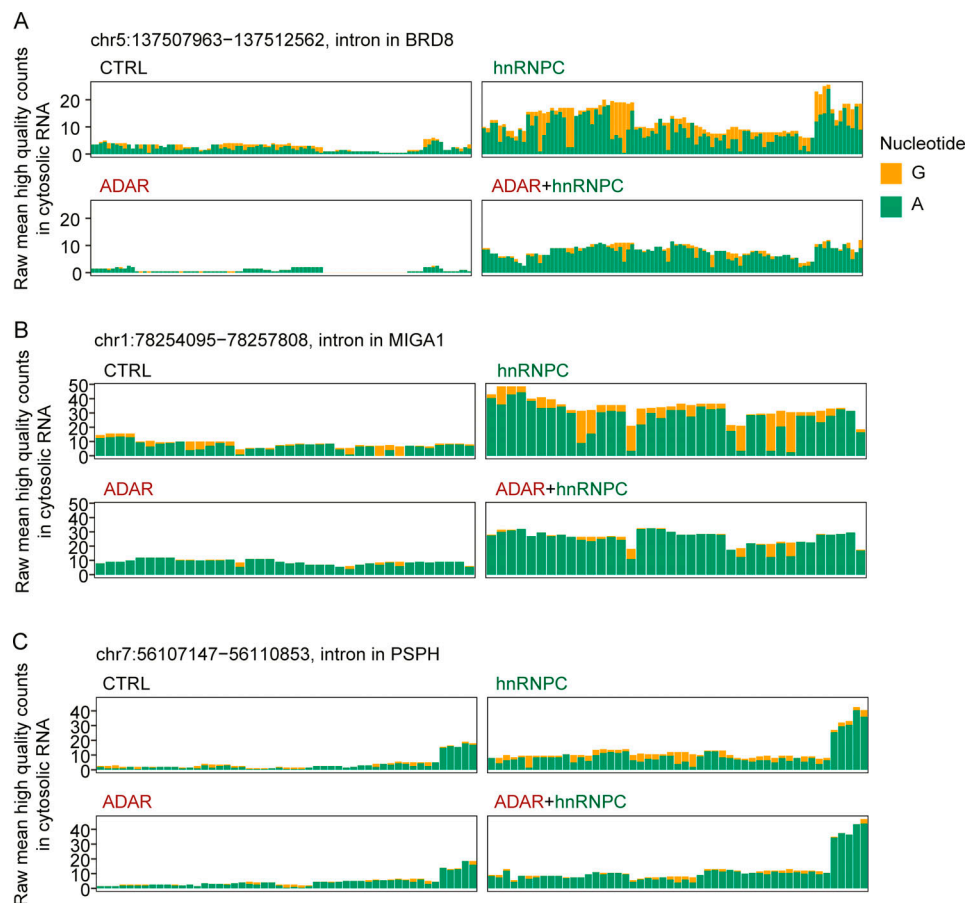 A
chr5:137507963−137512562, intron in BRD8
CTRL
hnRNPC
20
10
0
ADAR
ADAR+hnRNPC
20
10
0
Raw mean high quality counts
in cytosolic RNA
Nucleotide
G
A
B
chr1:78254095−78257808, intron in MIGA1
CTRL
hnRNPC
50
40
30
20
10
0
ADAR
ADAR+hnRNPC
50
40
30
20
10
0
Raw mean high quality counts
in cytosolic RNA
C
chr7:56107147−56110853, intron in PSPH
CTRL
hnRNPC
40
30
20
10
0
ADAR
ADAR+hnRNPC
40
30
20
10
0
Raw mean high quality counts
in cytosolic RNA